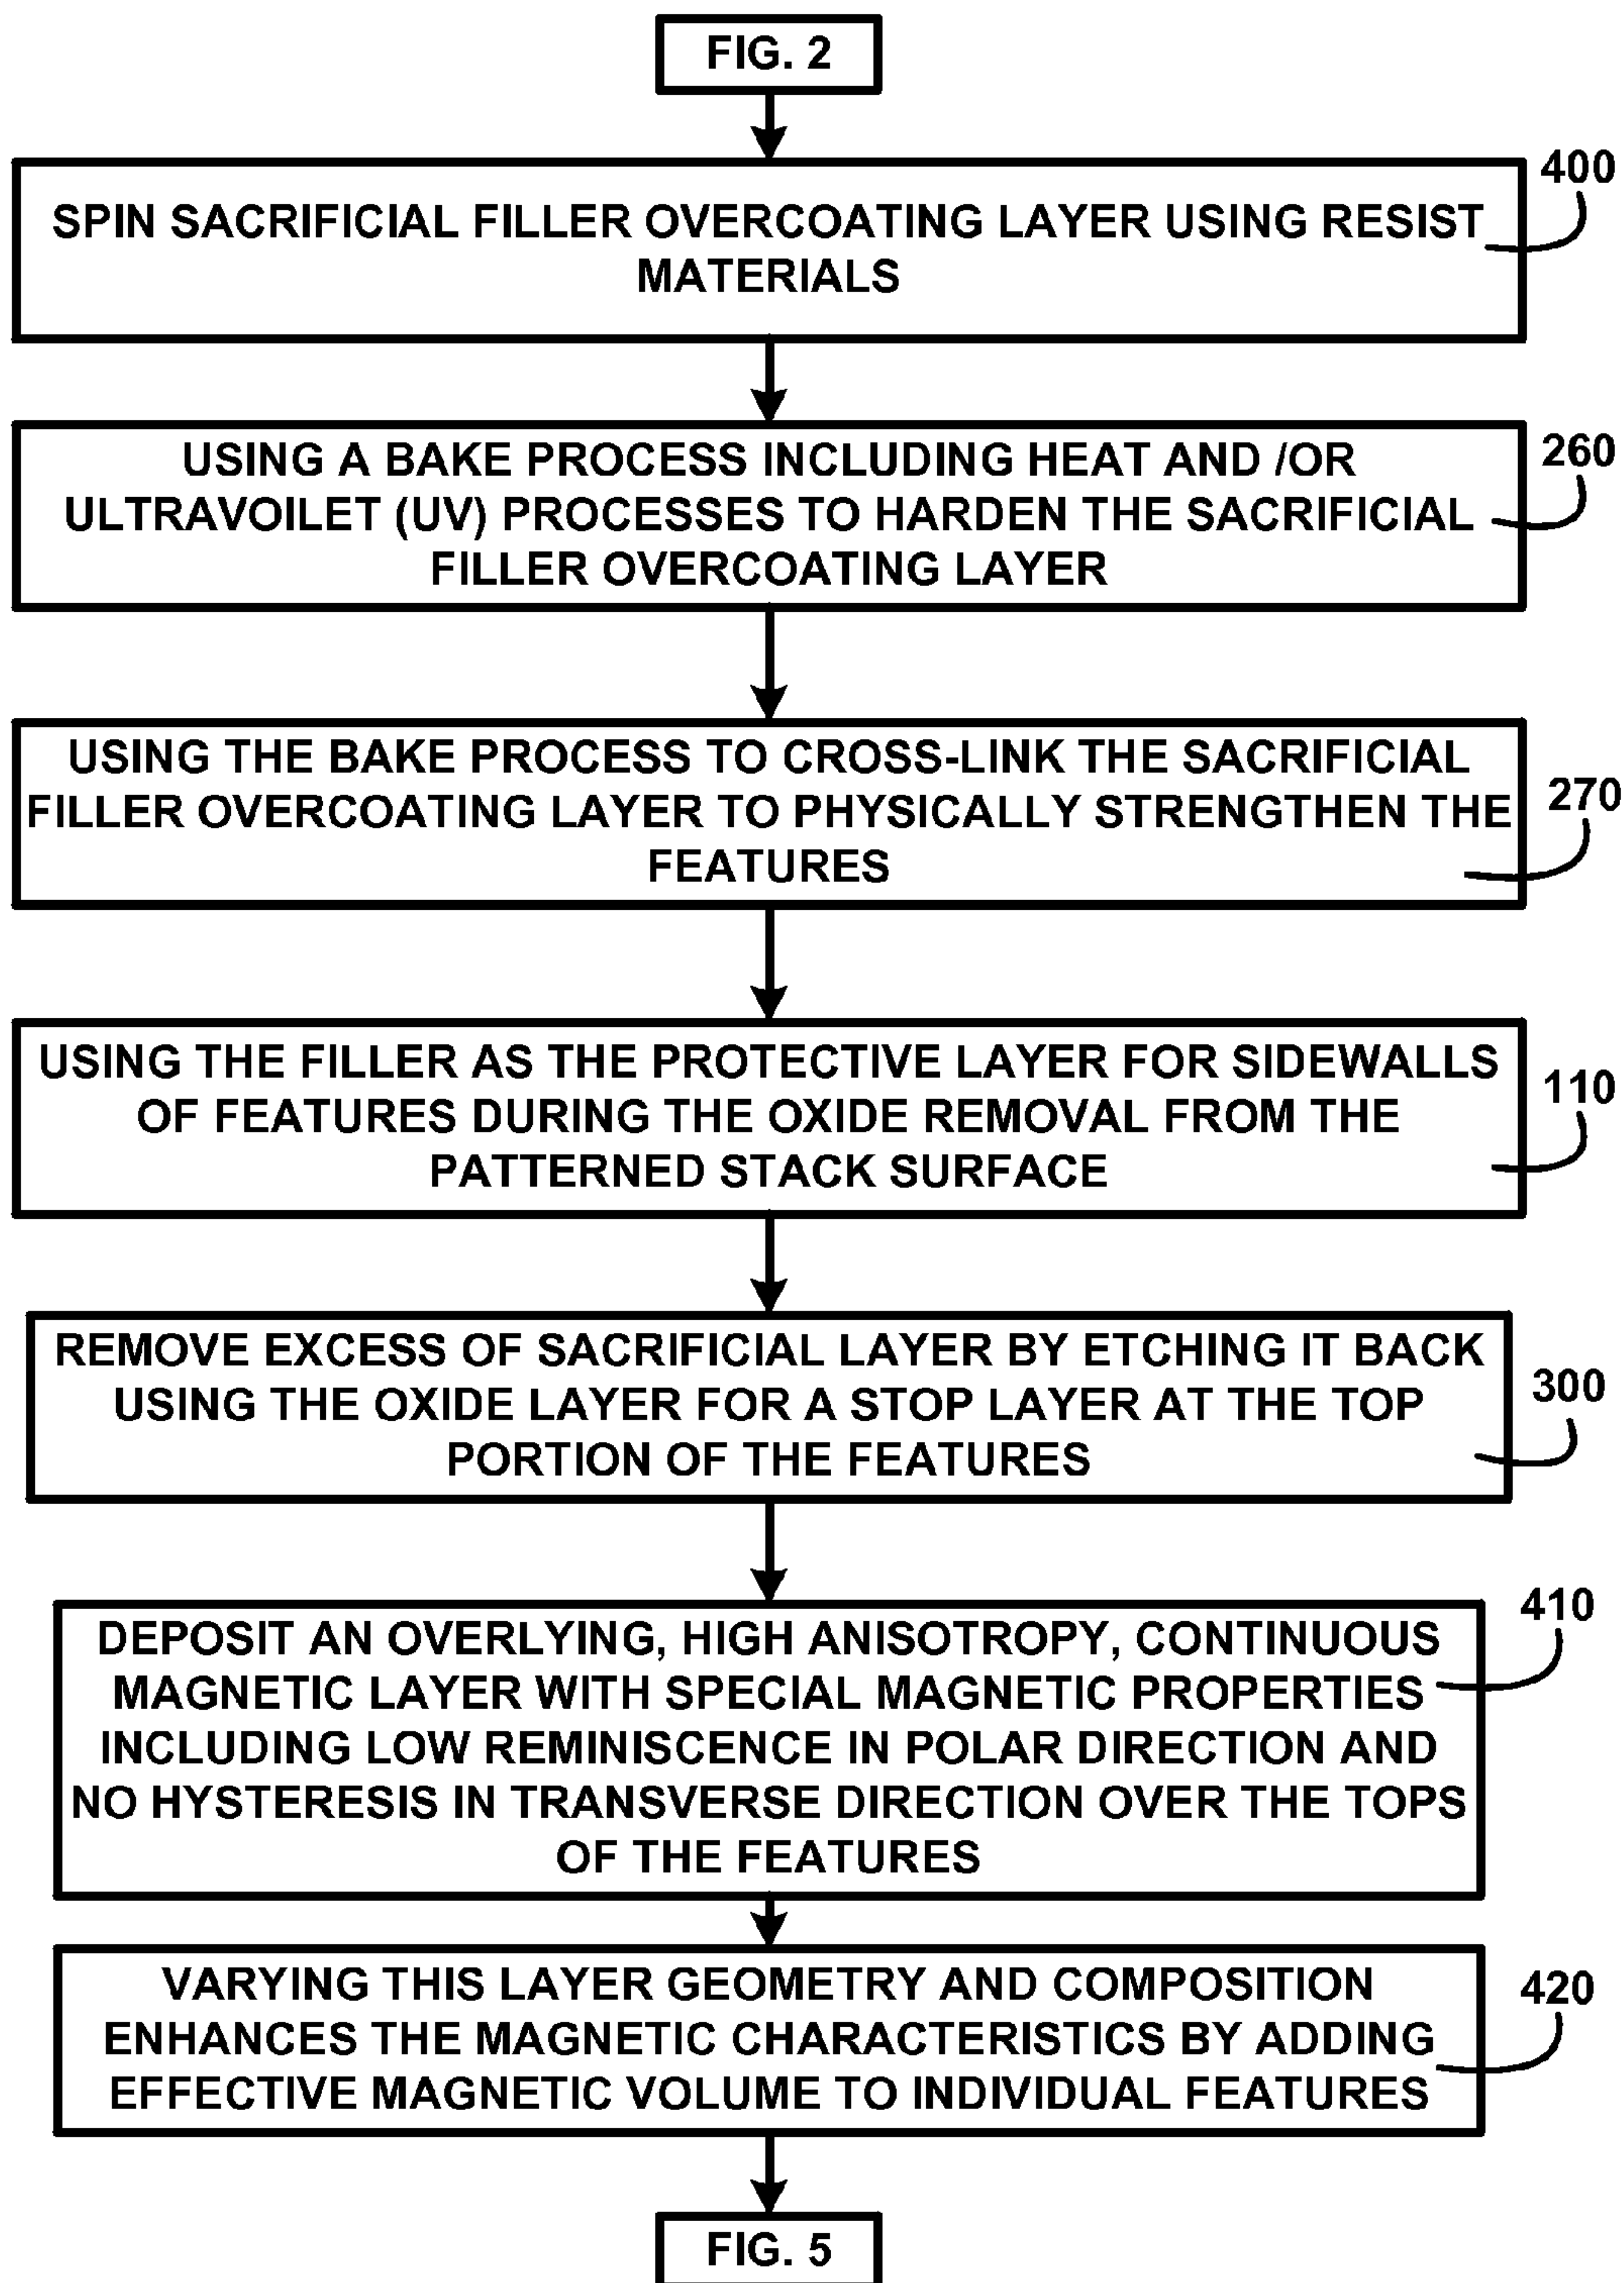 FIG. 2
400
SPIN SACRIFICIAL FILLER OVERCOATING LAYER USING RESIST
MATERIALS
260
USING A BAKE PROCESS INCLUDING HEAT AND /OR
ULTRAVOILET (UV) PROCESSES TO HARDEN THE SACRIFICIAL
FILLER OVERCOATING LAYER
270
USING THE BAKE PROCESS TO CROSS-LINK THE SACRIFICIAL
FILLER OVERCOATING LAYER TO PHYSICALLY STRENGTHEN THE
FEATURES
110
USING THE FILLER AS THE PROTECTIVE LAYER FOR SIDEWALLS
OF FEATURES DURING THE OXIDE REMOVAL FROM THE
PATTERNED STACK SURFACE
300
REMOVE EXCESS OF SACRIFICIAL LAYER BY ETCHING IT BACK
USING THE OXIDE LAYER FOR A STOP LAYER AT THE TOP
PORTION OF THE FEATURES
410
DEPOSIT AN OVERLYING, HIGH ANISOTROPY, CONTINUOUS
MAGNETIC LAYER WITH SPECIAL MAGNETIC PROPERTIES
INCLUDING LOW REMINISCENCE IN POLAR DIRECTION AND
NO HYSTERESIS IN TRANSVERSE DIRECTION OVER THE TOPS
OF THE FEATURES
420
VARYING THIS LAYER GEOMETRY AND COMPOSITION
ENHANCES THE MAGNETIC CHARACTERISTICS BY ADDING
EFFECTIVE MAGNETIC VOLUME TO INDIVIDUAL FEATURES
FIG. 5